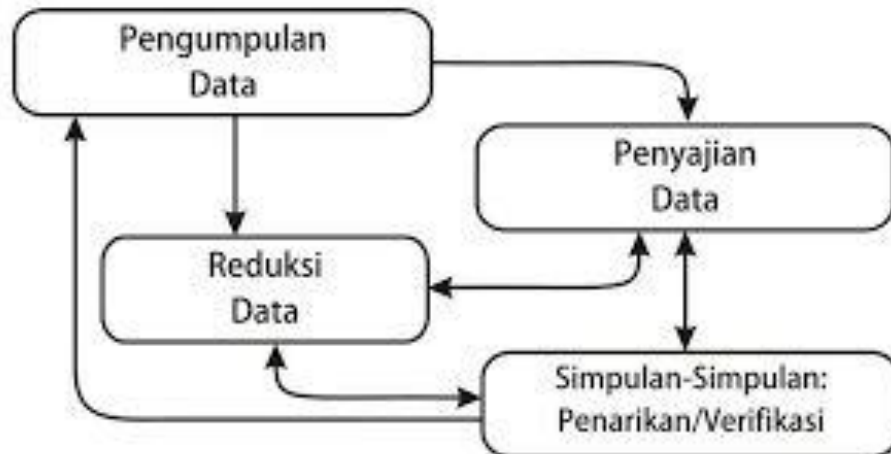 Pengumpulan
Data
Penyajian
Data
Reduksi
Data
Simpulan-Simpulan:
Penarikan/Verifikasi